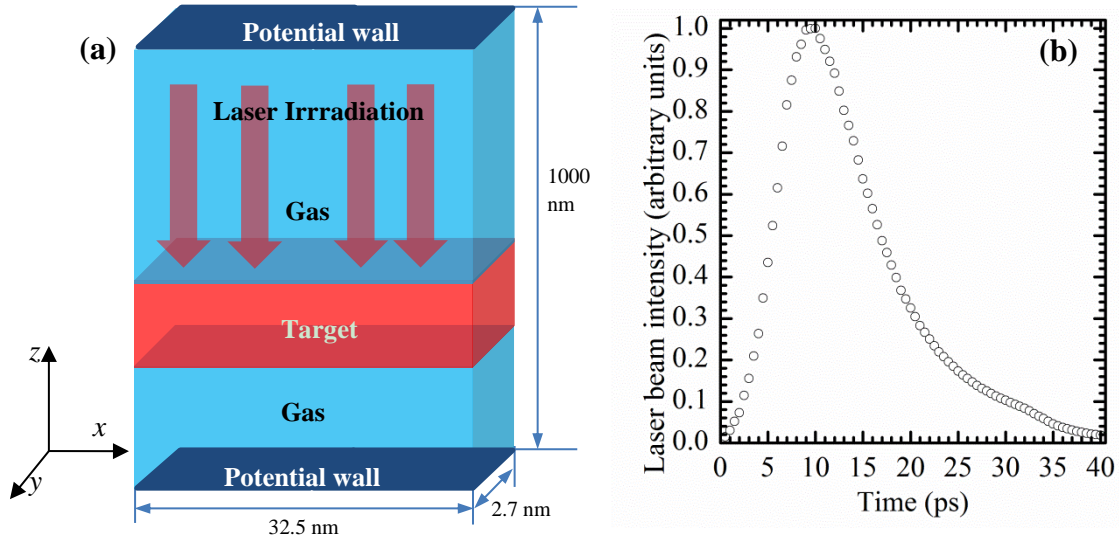 (a)
Potential wall
Laser Irrradiation
Gas
1000
nm
Target
z
x
y
Gas
Potential wall
2.7 nm
32.5 nm
(b)
Laser beam intensity (arbitrary units)
1.0
0.9
0.8
0.7
0.6
0.5
0.4
0.3
0.2
0.1
0.0
0 5 10 15 20 25 30 35 40
Time (ps)